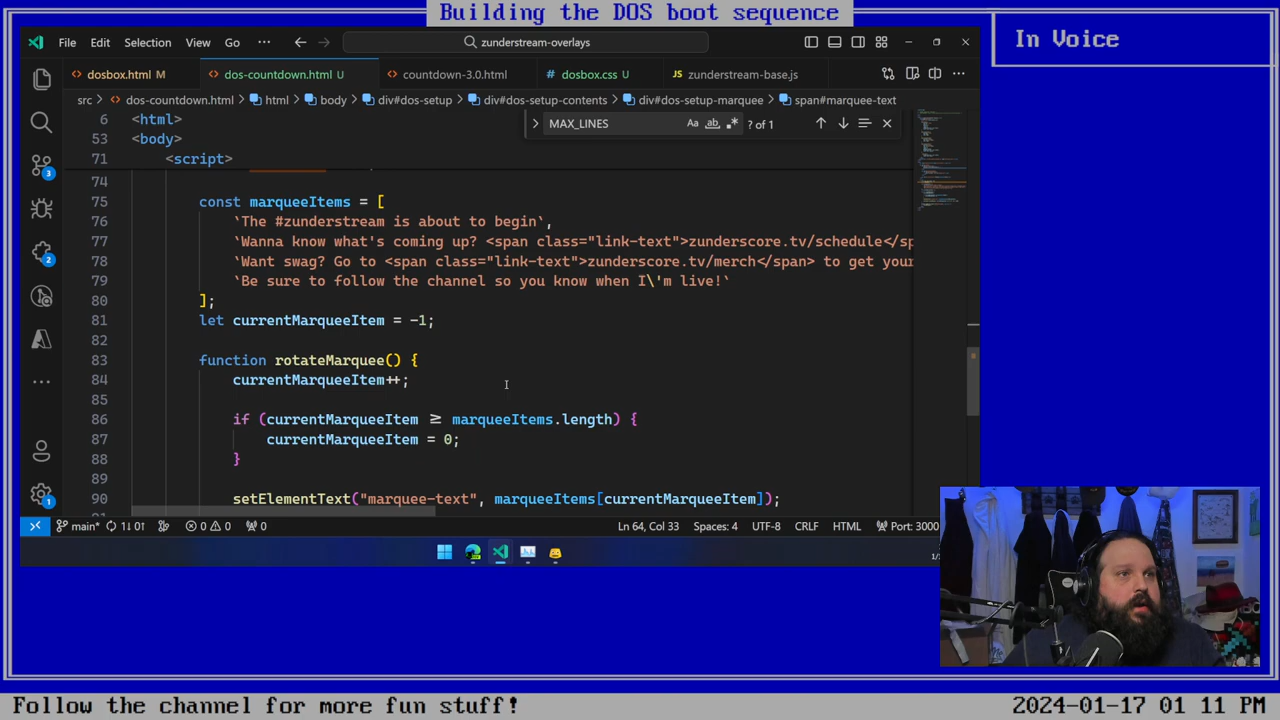 Building the DOS boot sequence
In Voice
File Edit Selection View Go ··· zunderstream-overlays
dosbox.html M dos-countdown.html U countdown-3.0.html dosbox.css U zunderstream-base.js
src > dos-countdown.html > html > body > div#dos-setup > div#dos-setup-contents > div#dos-setup-marquee > span#marquee-text
MAX_LINES Aa ab .* ? of 1
6 <html>
53 <body>
71 <script>
74
75 const marqueeItems = [
76 `The #zunderstream is about to begin`,
77 `Wanna know what's coming up? <span class="link-text">zunderscore.tv/schedule</sp
78 `Want swag? Go to <span class="link-text">zunderscore.tv/merch</span> to get your
79 `Be sure to follow the channel so you know when I\'m live!`
80 ];
81 let currentMarqueeItem = -1;
82
83 function rotateMarquee() {
84 currentMarqueeItem++;
85
86 if (currentMarqueeItem ≥ marqueeItems.length) {
87 currentMarqueeItem = 0;
88 }
89
90 setElementText("marquee-text", marqueeItems[currentMarqueeItem]);
3
2
1
main* 1↓ 0↑ 0 0 0 Ln 64, Col 33 Spaces: 4 UTF-8 CRLF HTML Port: 3000
1/
Follow the channel for more fun stuff!
2024-01-17 01 11 PM